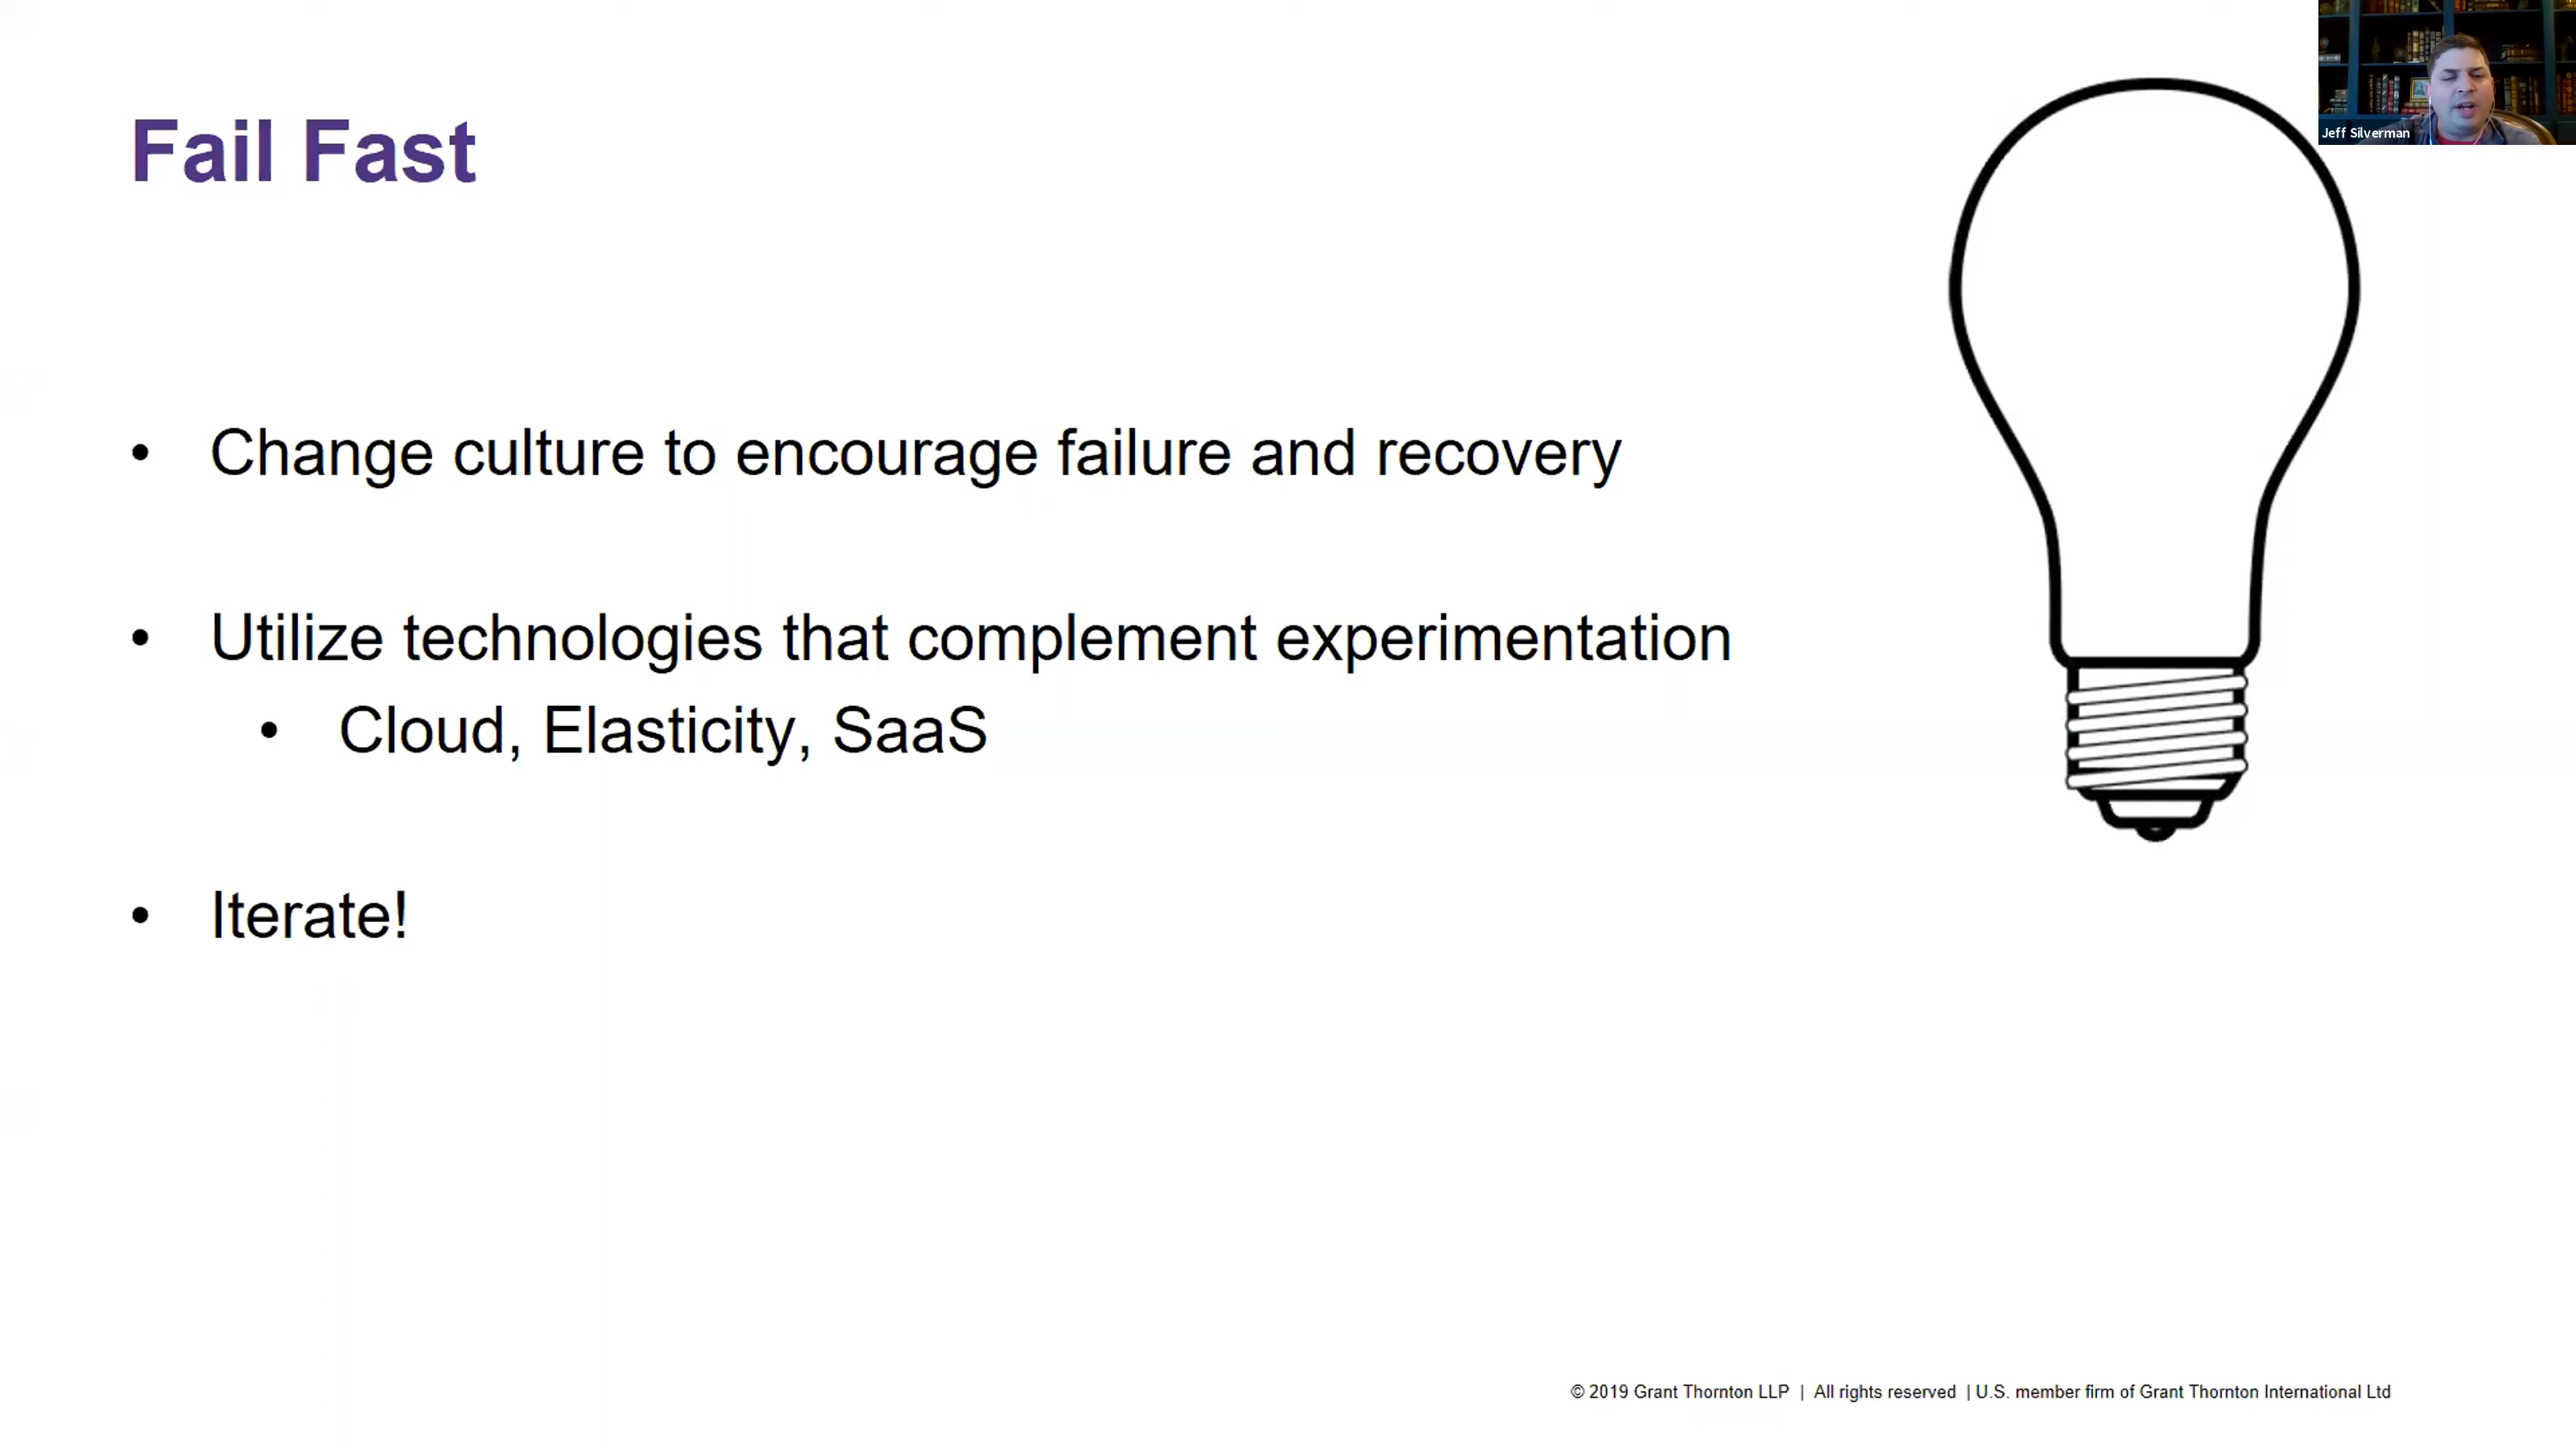 Jeff Silverman
Fail Fast
• Change culture to encourage failure and recovery
• Utilize technologies that complement experimentation
• Cloud, Elasticity, SaaS
• Iterate!
© 2019 Grant Thornton LLP | All rights reserved | U.S. member firm of Grant Thornton International Ltd